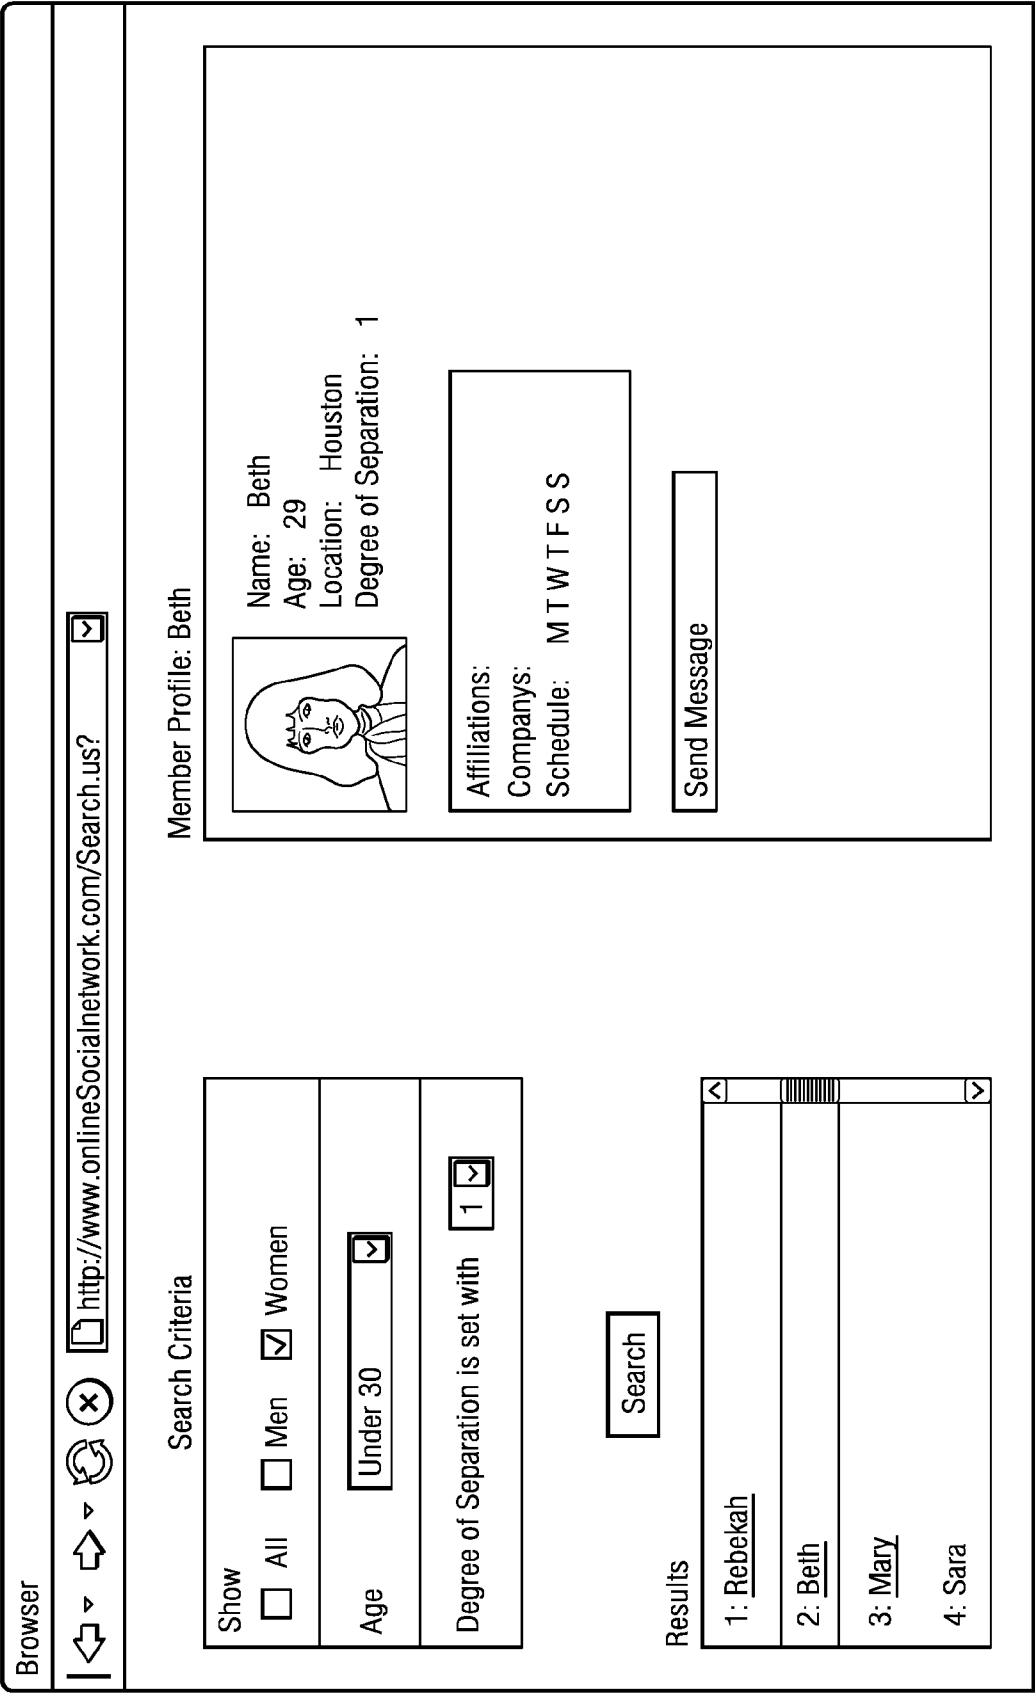 Browser
http://www.onlineSocialnetwork.com/Search.us?
Search Criteria
Show
All Men Women
Age
Under 30
Degree of Separation is set with 1
Search
Results
1: Rebekah
2: Beth
3: Mary
4: Sara
Member Profile: Beth
Name: Beth
Age: 29
Location: Houston
Degree of Separation: 1
Affiliations:
Companys:
Schedule: M T W T F S S
Send Message